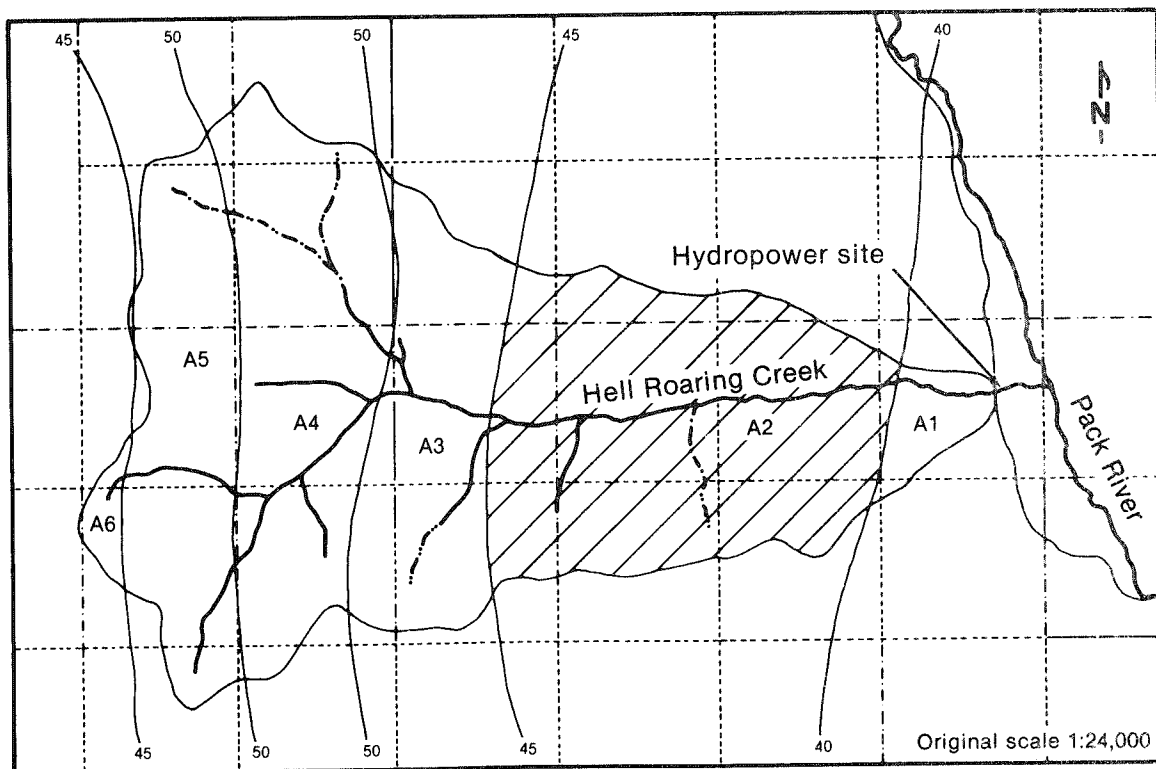 45
50
50
45
40
N
Hydropower site
A5
Hell Roaring Creek
A4
A3
A2
A1
Pack River
A6
45
50
50
45
40
Original scale 1:24,000